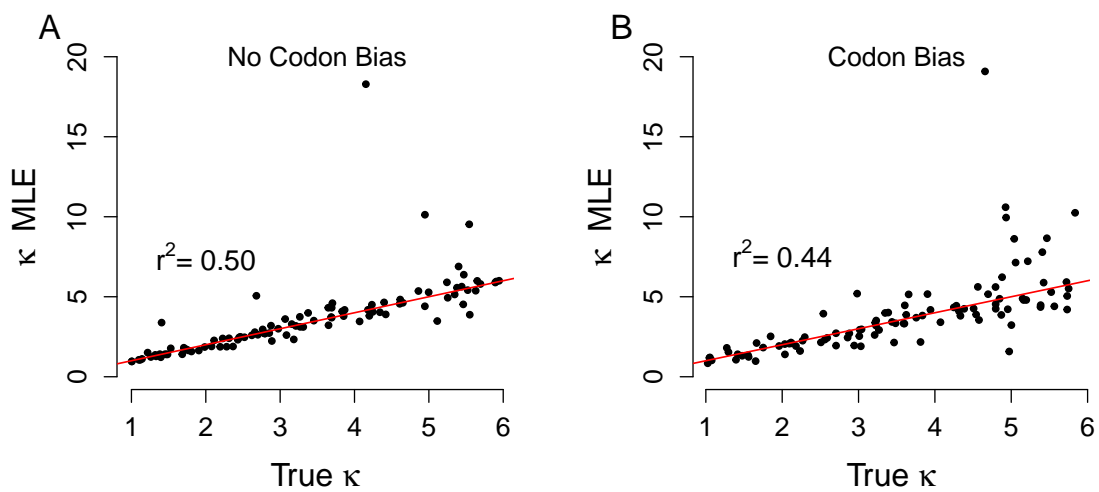 A
No Codon Bias
κ MLE
20
15
10
5
0
r²= 0.50
1 2 3 4 5 6
True κ
B
Codon Bias
κ MLE
20
15
10
5
0
r²= 0.44
1 2 3 4 5 6
True κ